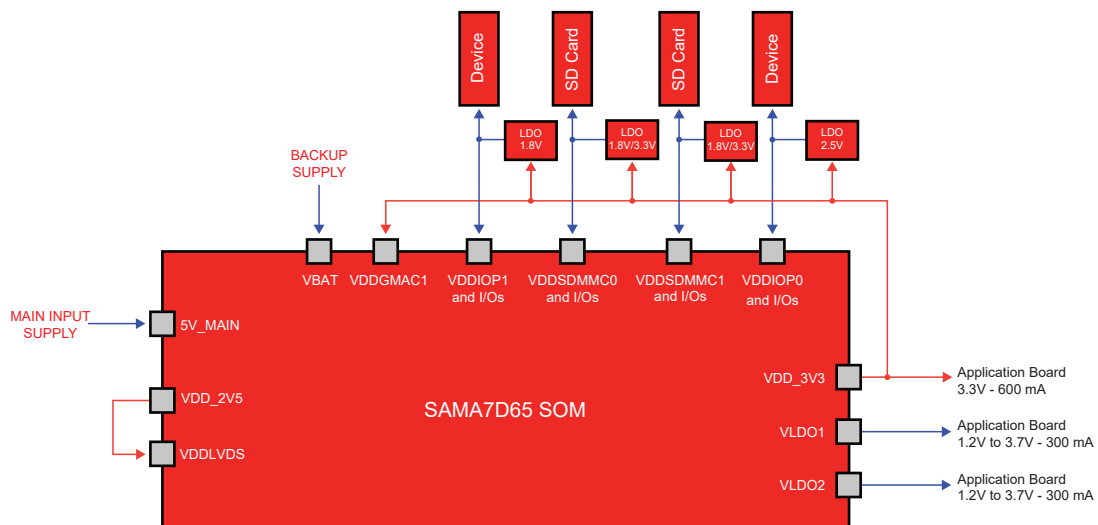 Device
SD Card
SD Card
Device
LDO
1.8V
LDO
1.8V/3.3V
LDO
1.8V/3.3V
LDO
2.5V
BACKUP
SUPPLY
VBAT
VDDGMAC1
VDDIOP1
and I/Os
VDDSDMMC0
and I/Os
VDDSDMMC1
and I/Os
VDDIOP0
and I/Os
MAIN INPUT
SUPPLY
5V_MAIN
VDD_2V5
VDDLVDS
SAMA7D65 SOM
VDD_3V3
Application Board
3.3V - 600 mA
VLDO1
Application Board
1.2V to 3.7V - 300 mA
VLDO2
Application Board
1.2V to 3.7V - 300 mA